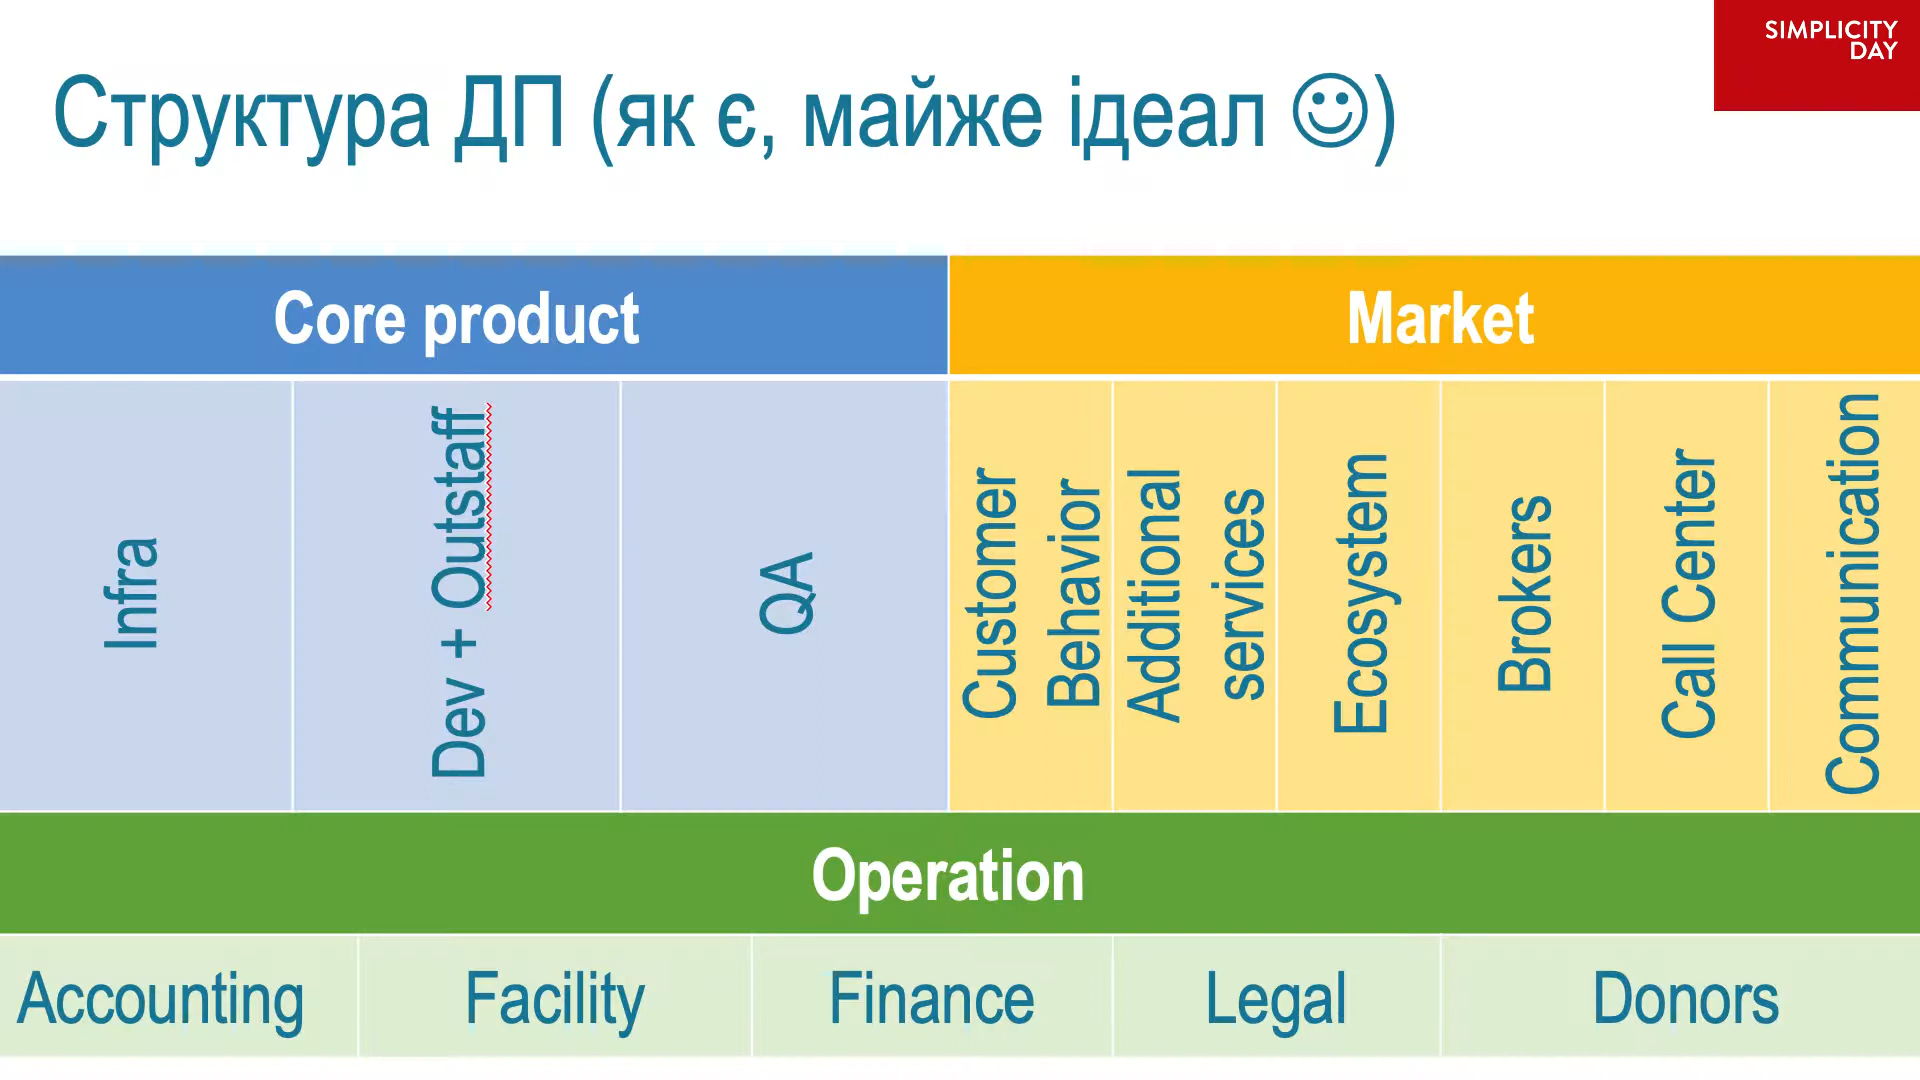 SIMPLICITY
DAY
Структура ДП (як є, майже ідеал ☺)
Core product
Market
Infra
Dev + Outstaff
QA
Customer
Behavior
Additional
services
Ecosystem
Brokers
Call Center
Communication
Operation
Accounting
Facility
Finance
Legal
Donors